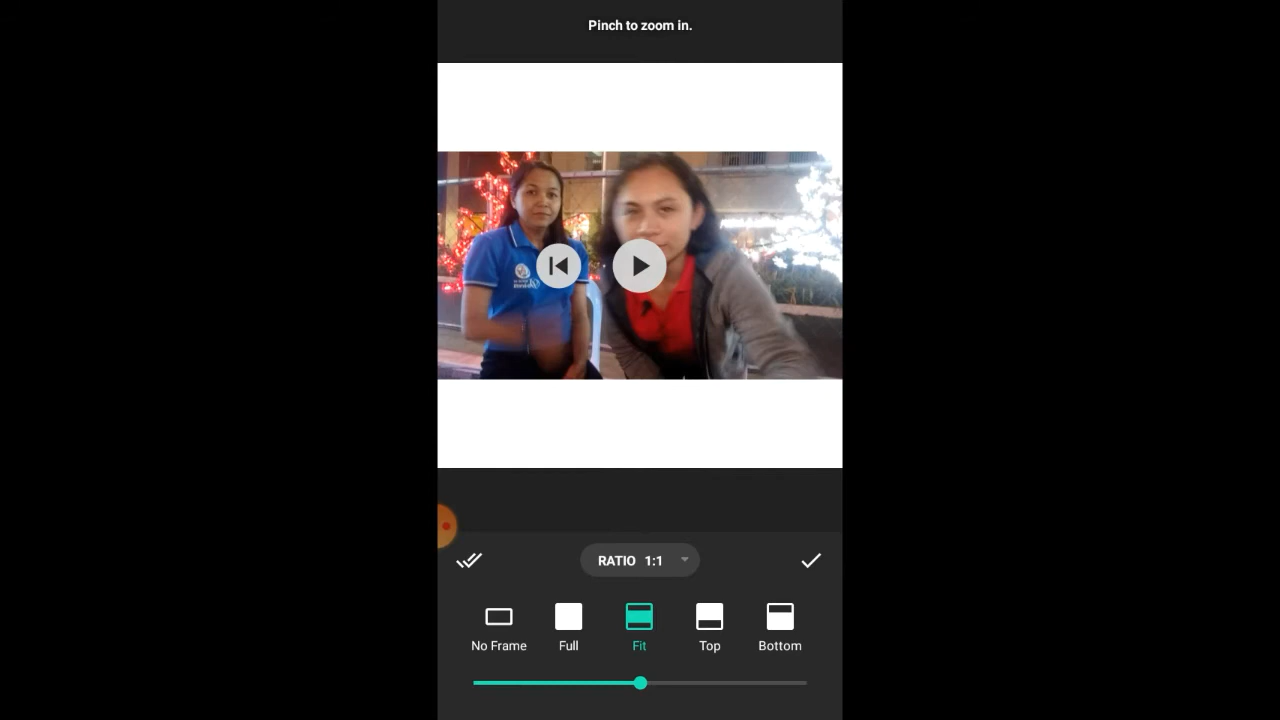 Pinch to zoom in.
RATIO 1:1
No Frame
Full
Fit
Top
Bottom